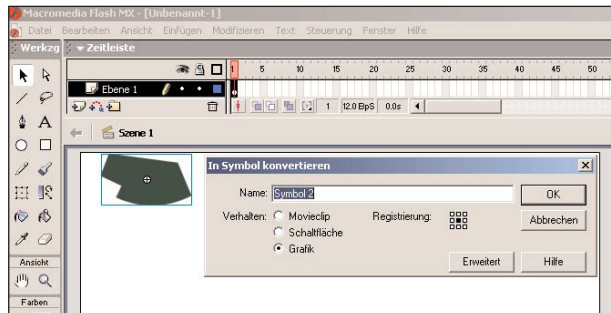 Macromedia Flash MX - [Unbenannt-1]
Datei Bearbeiten Ansicht Einfügen Modifizieren Text Steuerung Fenster Hilfe
Werkzg Zeitleiste
1 5 10 15 20 25 30 35 40 45 50
Ebene 1
1 12.0 BpS 0.0s
Szene 1
In Symbol konvertieren
Name: Symbol 2 OK
Verhalten: Movieclip Registrierung: Abbrechen
Schaltfläche
Grafik
Erweitert Hilfe
Ansicht
Farben